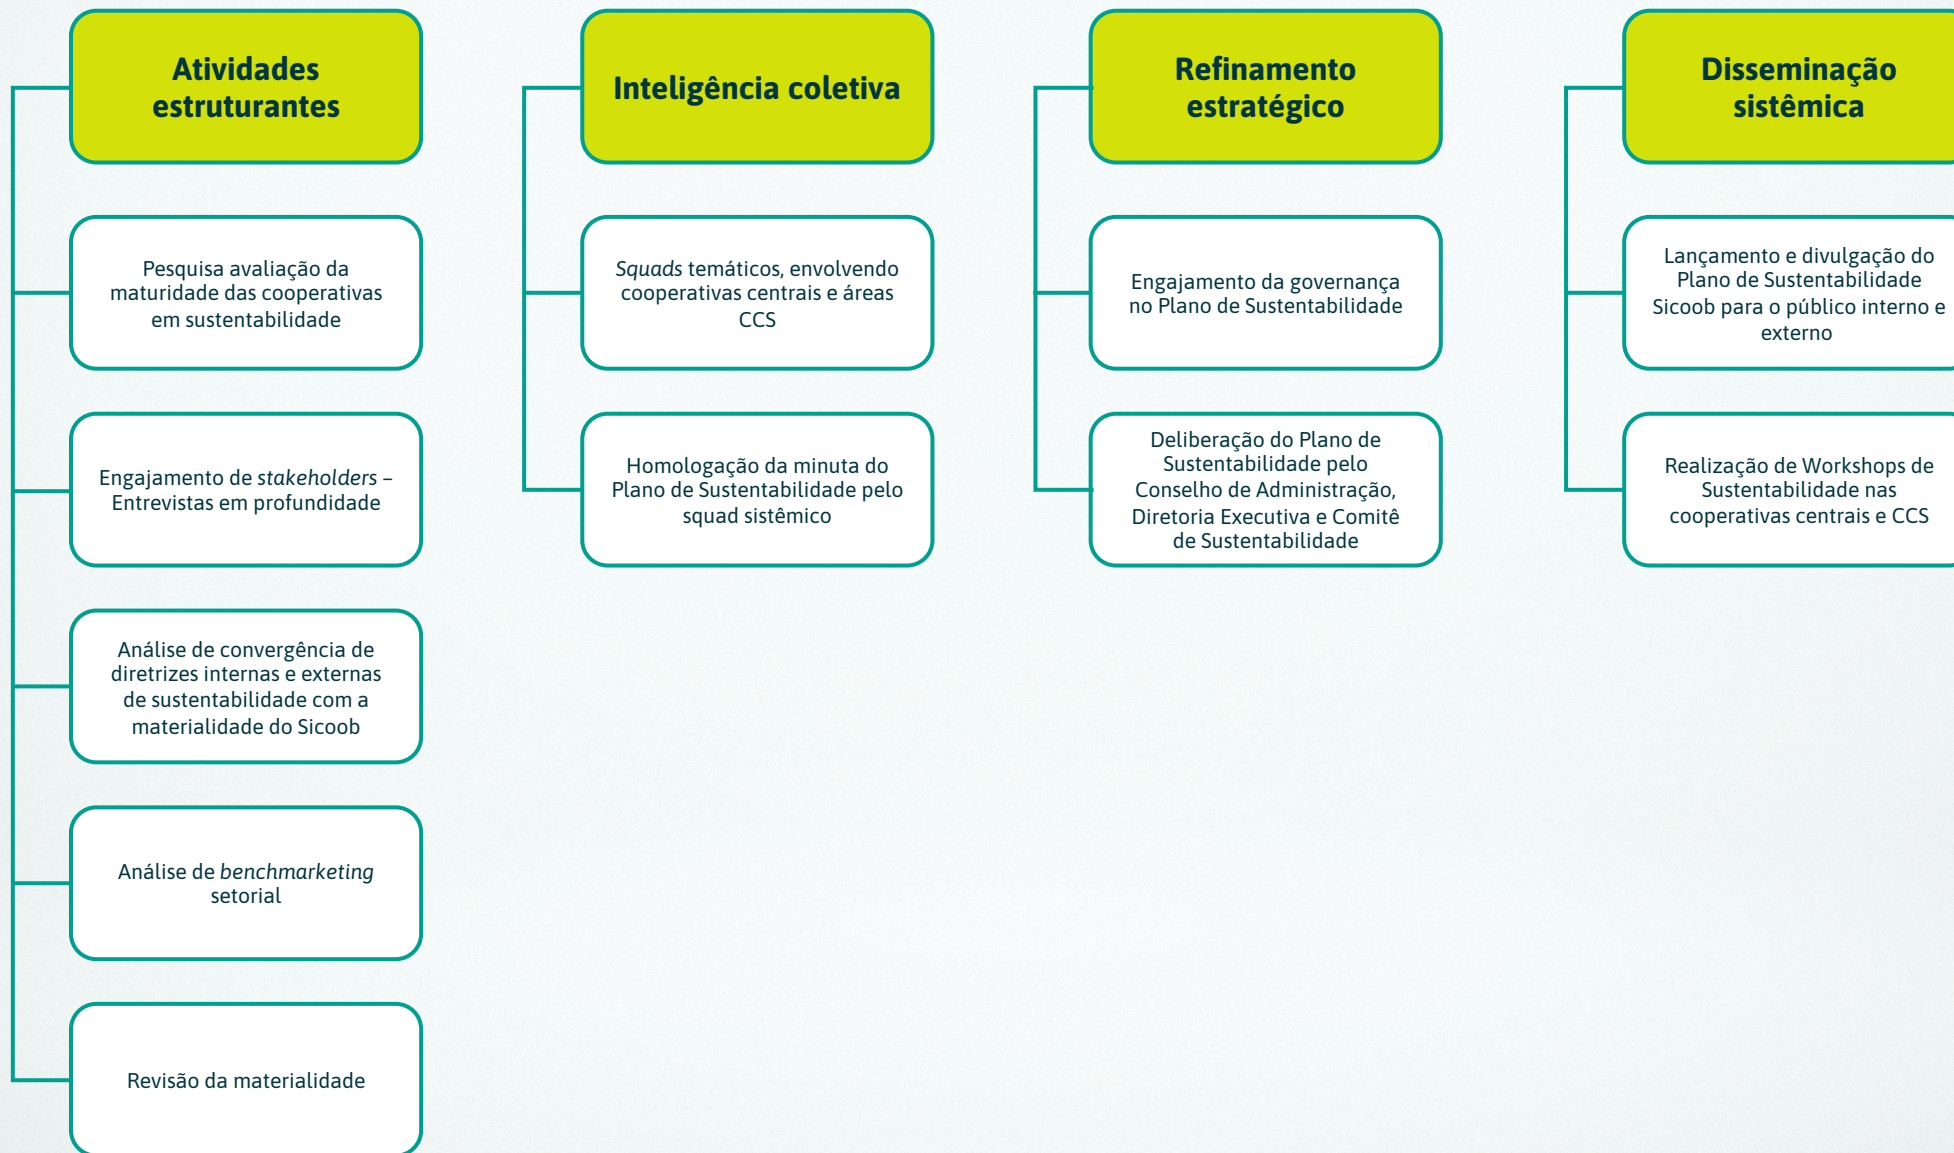 Atividades
estruturantes
Pesquisa avaliação da
maturidade das cooperativas
em sustentabilidade
Engajamento de stakeholders –
Entrevistas em profundidade
Análise de convergência de
diretrizes internas e externas
de sustentabilidade com a
materialidade do Sicoob
Análise de benchmarketing
setorial
Revisão da materialidade
Inteligência coletiva
Squads temáticos, envolvendo
cooperativas centrais e áreas
CCS
Homologação da minuta do
Plano de Sustentabilidade pelo
squad sistêmico
Refinamento
estratégico
Engajamento da governança
no Plano de Sustentabilidade
Deliberação do Plano de
Sustentabilidade pelo
Conselho de Administração,
Diretoria Executiva e Comitê
de Sustentabilidade
Disseminação
sistêmica
Lançamento e divulgação do
Plano de Sustentabilidade
Sicoob para o público interno e
externo
Realização de Workshops de
Sustentabilidade nas
cooperativas centrais e CCS